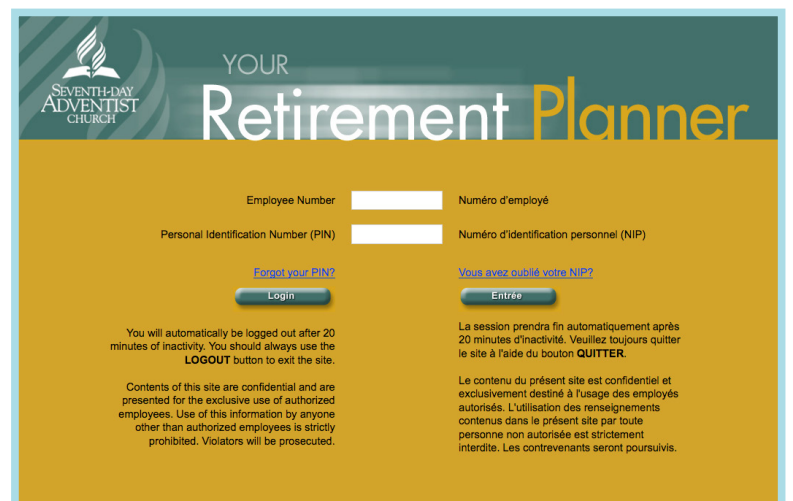 SEVENTH-DAY
ADVENTIST
CHURCH
YOUR
Retirement Planner
Employee Number
Numéro d'employé
Personal Identification Number (PIN)
Numéro d'identification personnel (NIP)
Forgot your PIN?
Vous avez oublié votre NIP?
Login
Entrée
You will automatically be logged out after 20
minutes of inactivity. You should always use the
LOGOUT button to exit the site.
Contents of this site are confidential and are
presented for the exclusive use of authorized
employees. Use of this information by anyone
other than authorized employees is strictly
prohibited. Violators will be prosecuted.
La session prendra fin automatiquement après
20 minutes d'inactivité. Veuillez toujours quitter
le site à l'aide du bouton QUITTER.
Le contenu du présent site est confidentiel et
exclusivement destiné à l'usage des employés
autorisés. L'utilisation des renseignements
contenus dans le présent site par toute
personne non autorisée est strictement
interdite. Les contrevenants seront poursuivis.